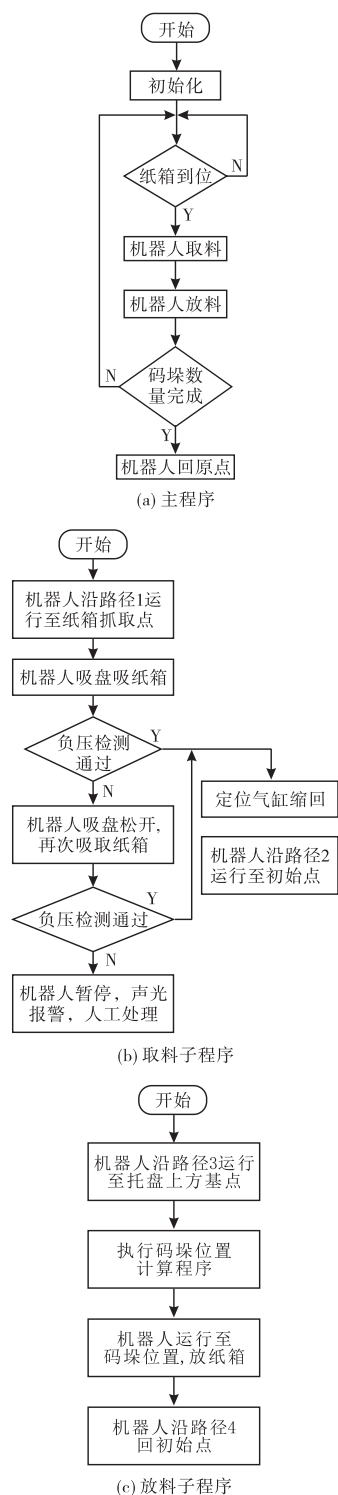 开始
初始化
纸箱到位
N
Y
机器人取料
机器人放料
N
码垛数
量完成
Y
机器人回原点
(a) 主程序
开始
机器人沿路径1运
行至纸箱抓取点
机器人吸盘吸纸箱
负压检测
通过
Y
N
定位气缸缩回
机器人吸盘松开,
再次吸取纸箱
机器人沿路径2
运行至初始点
Y
负压检测通过
N
机器人暂停，声光
报警，人工处理
(b) 取料子程序
开始
机器人沿路径3运行
至托盘上方基点
执行码垛位置
计算程序
机器人运行至
码垛位置,放纸箱
机器人沿路径4
回初始点
(c) 放料子程序